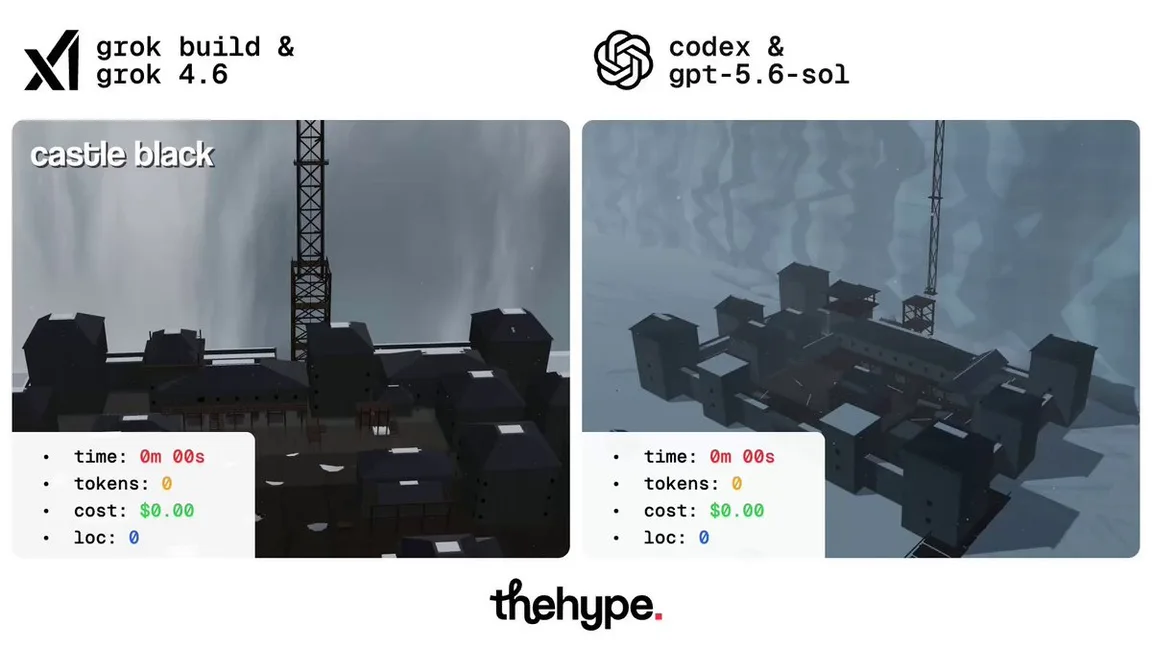 grok build &
grok 4.6
codex &
gpt-5.6-sol
castle black
• time: 0m 00s
• tokens: 0
• cost: $0.00
• loc: 0
• time: 0m 00s
• tokens: 0
• cost: $0.00
• loc: 0
thehype.